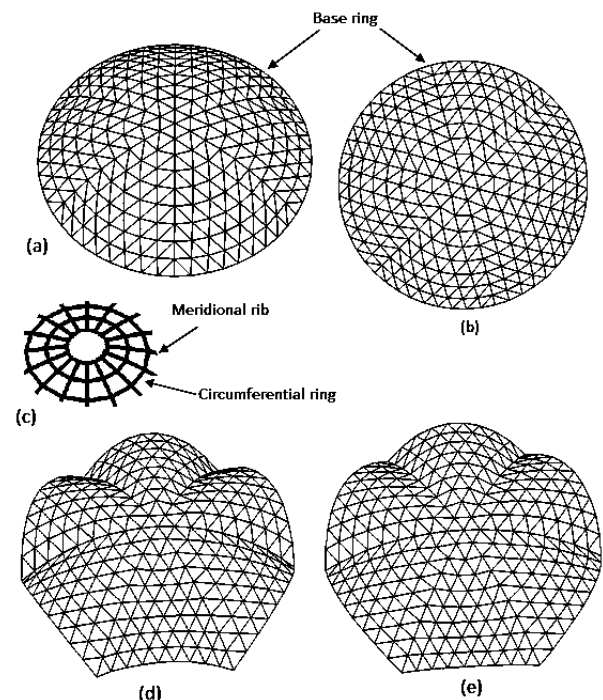 Base ring
(a)
(b)
Meridional rib
Circumferential ring
(c)
(d)
(e)